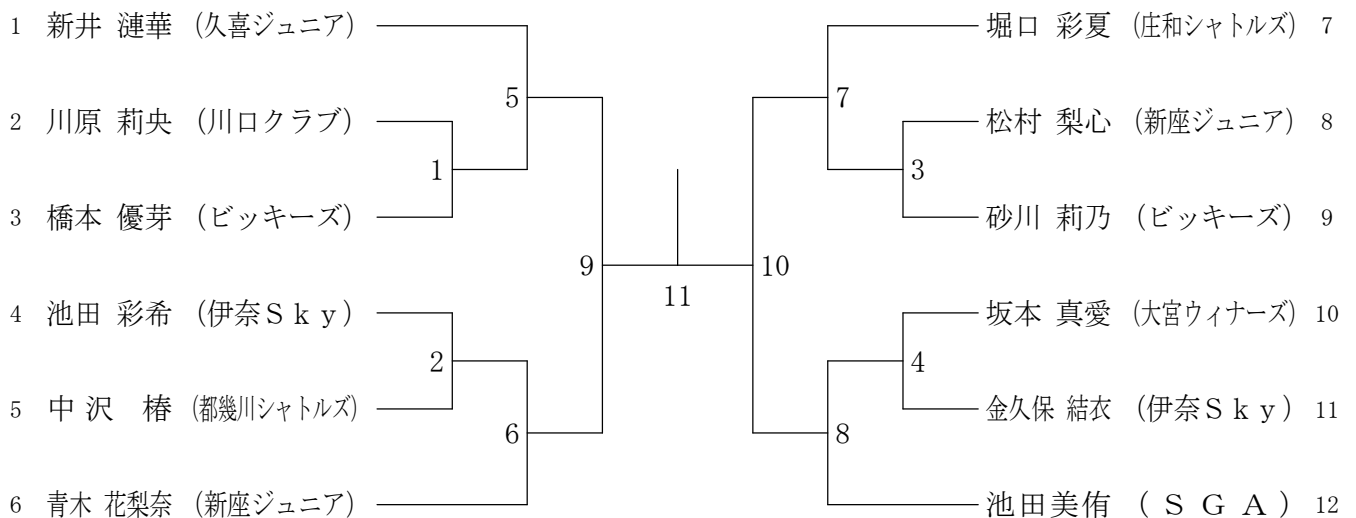 1 新井 漣華 (久喜ジュニア)
2 川原 莉央 (川口クラブ)
3 橋本 優芽 (ビッキーズ)
4 池田 彩希 (伊奈Ｓｋｙ)
5 中沢 椿 (都幾川シャトルズ)
6 青木 花梨奈 (新座ジュニア)
5
1
9
2
6
11
堀口 彩夏 (庄和シャトルズ) 7
松村 梨心 (新座ジュニア) 8
砂川 莉乃 (ビッキーズ) 9
坂本 真愛 (大宮ウィナーズ) 10
金久保 結衣 (伊奈Ｓｋｙ) 11
池田美侑 (ＳＧＡ) 12
7
3
10
4
8